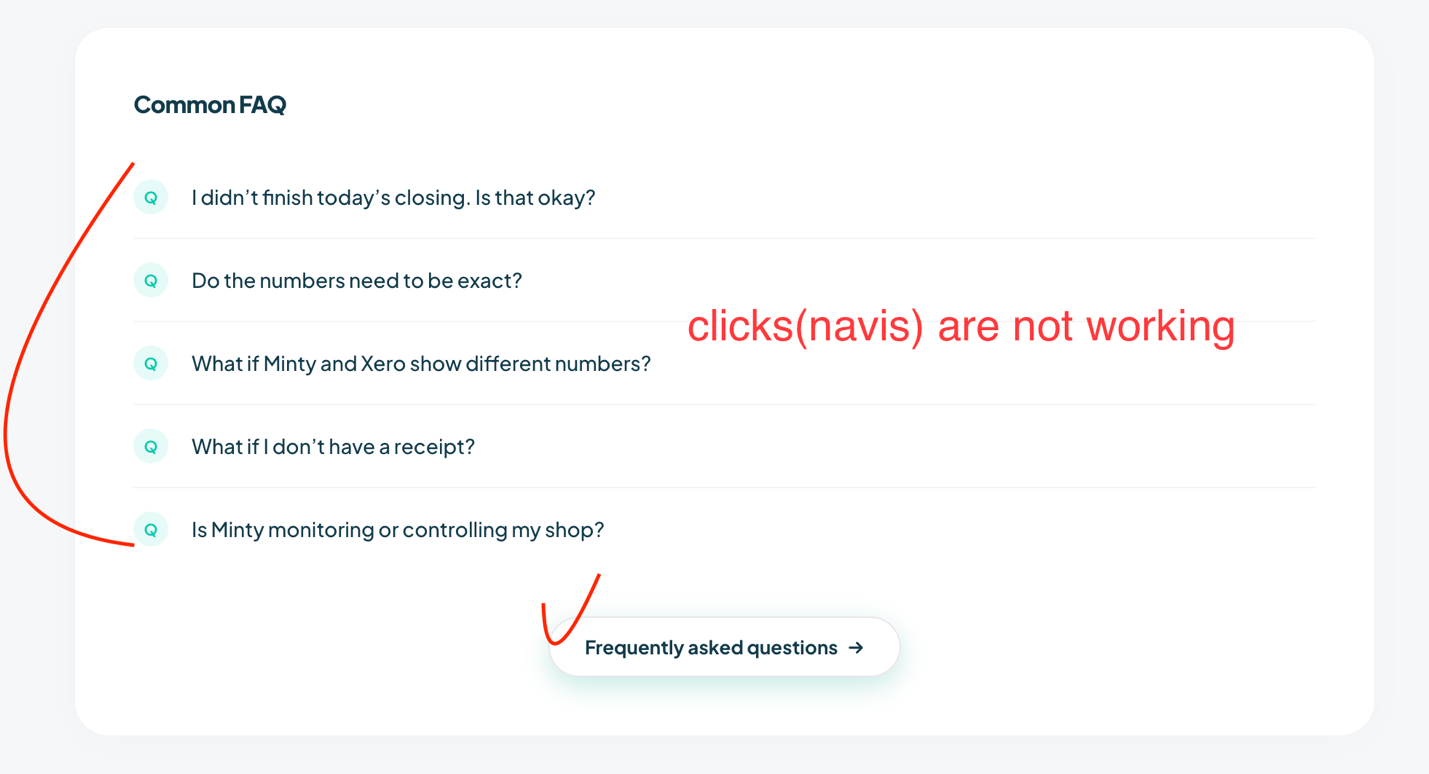 Common FAQ
Q I didn’t finish today’s closing. Is that okay?
Q Do the numbers need to be exact?
clicks(navis) are not working
Q What if Minty and Xero show different numbers?
Q What if I don’t have a receipt?
Q Is Minty monitoring or controlling my shop?
Frequently asked questions →